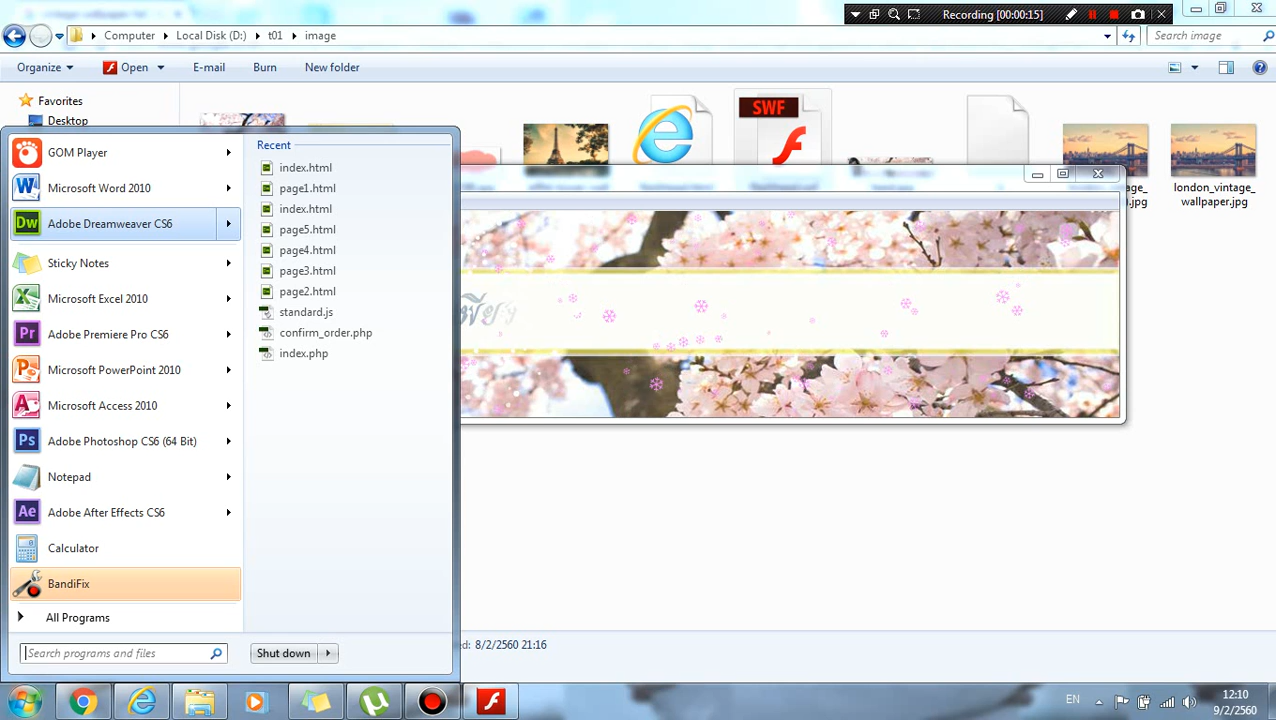 Recording [00:00:15]
Computer
Local Disk (D:)
t01
image
Search image
Organize
Open
E-mail
Burn
New folder
Favorites
Desktop
SWF
london_vintage_
wallpaper.jpg
GOM Player
Microsoft Word 2010
Adobe Dreamweaver CS6
Sticky Notes
Microsoft Excel 2010
Adobe Premiere Pro CS6
Microsoft PowerPoint 2010
Microsoft Access 2010
Adobe Photoshop CS6 (64 Bit)
Notepad
Adobe After Effects CS6
Calculator
BandiFix
All Programs
Search programs and files
Shut down
Recent
index.html
page1.html
index.html
page5.html
page4.html
page3.html
page2.html
standard.js
confirm_order.php
index.php
8/2/2560 21:16
EN
12:10
9/2/2560